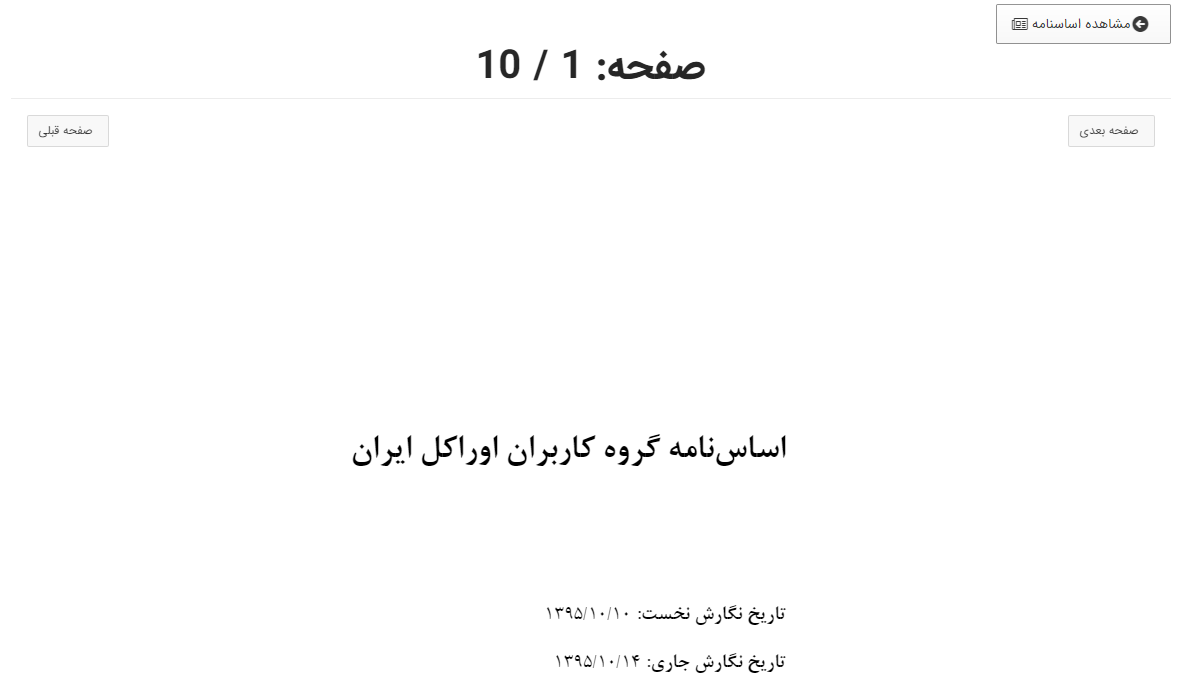 مشاهده اساسنامه
صفحه: 1 / 10
صفحه بعدی
صفحه قبلی
اساس‌نامه گروه کاربران اوراکل ایران
تاریخ نگارش نخست: ۱۳۹۵/۱۰/۱۰
تاریخ نگارش جاری: ۱۳۹۵/۱۰/۱۴